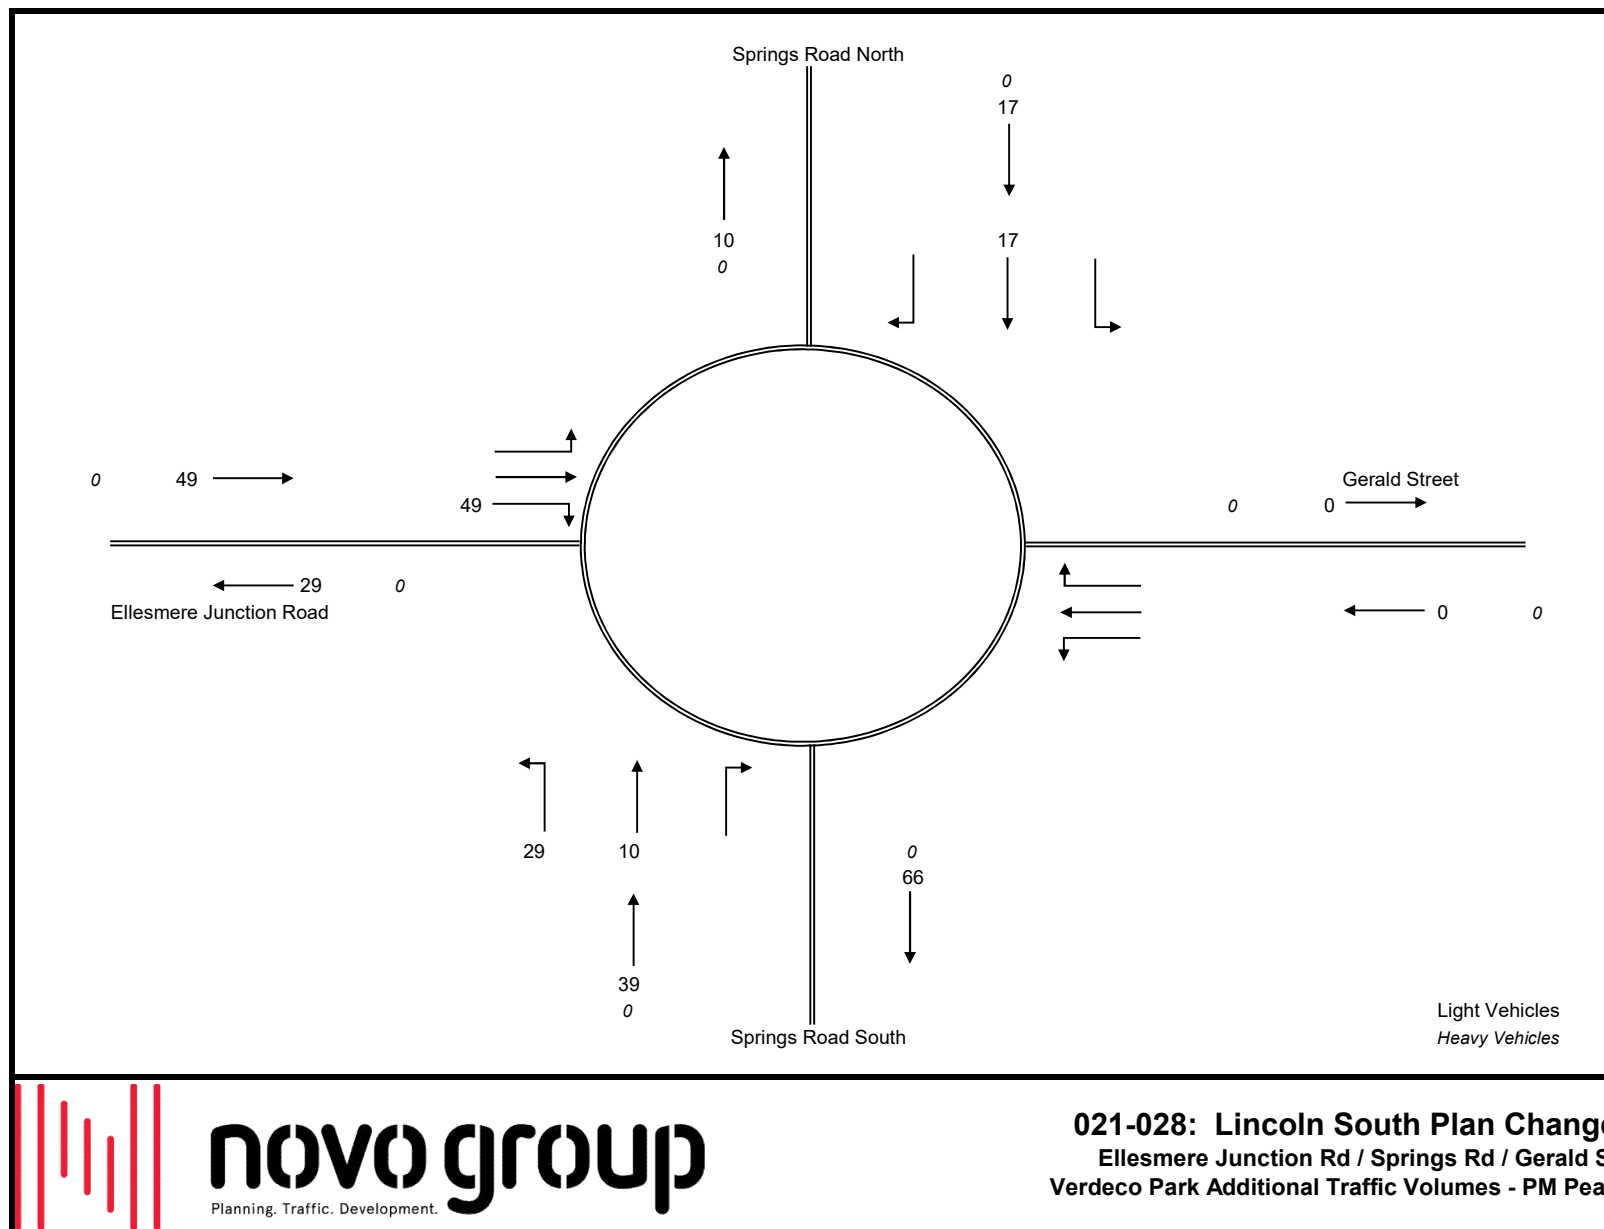 Springs Road North
0
17
10
0
17
0
49
49
Gerald Street
0
0
29
0
Ellesmere Junction Road
0
0
29
10
0
66
39
0
Springs Road South
Light Vehicles
Heavy Vehicles
novo group
Planning. Traffic. Development.
021-028: Lincoln South Plan Change
Ellesmere Junction Rd / Springs Rd / Gerald S
Verdeco Park Additional Traffic Volumes - PM Pea